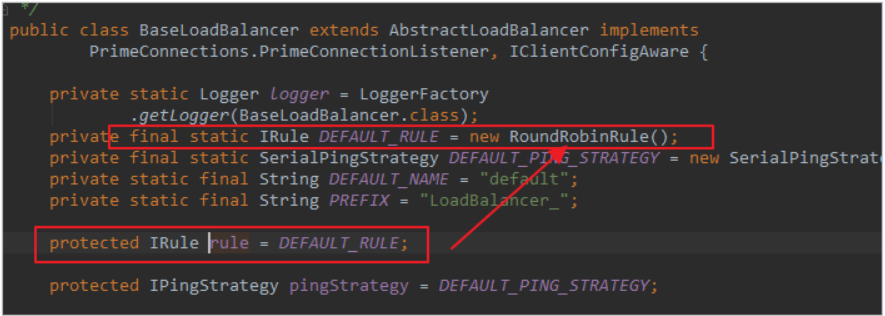 */
public class BaseLoadBalancer extends AbstractLoadBalancer implements
PrimeConnections.PrimeConnectionListener, IClientConfigAware {
private static Logger logger = LoggerFactory
.getLogger(BaseLoadBalancer.class);
private final static IRule DEFAULT_RULE = new RoundRobinRule();
private final static SerialPingStrategy DEFAULT_PING_STRATEGY = new SerialPingStrate
private static final String DEFAULT_NAME = "default";
private static final String PREFIX = "LoadBalancer_";
protected IRule rule = DEFAULT_RULE;
protected IPingStrategy pingStrategy = DEFAULT_PING_STRATEGY;